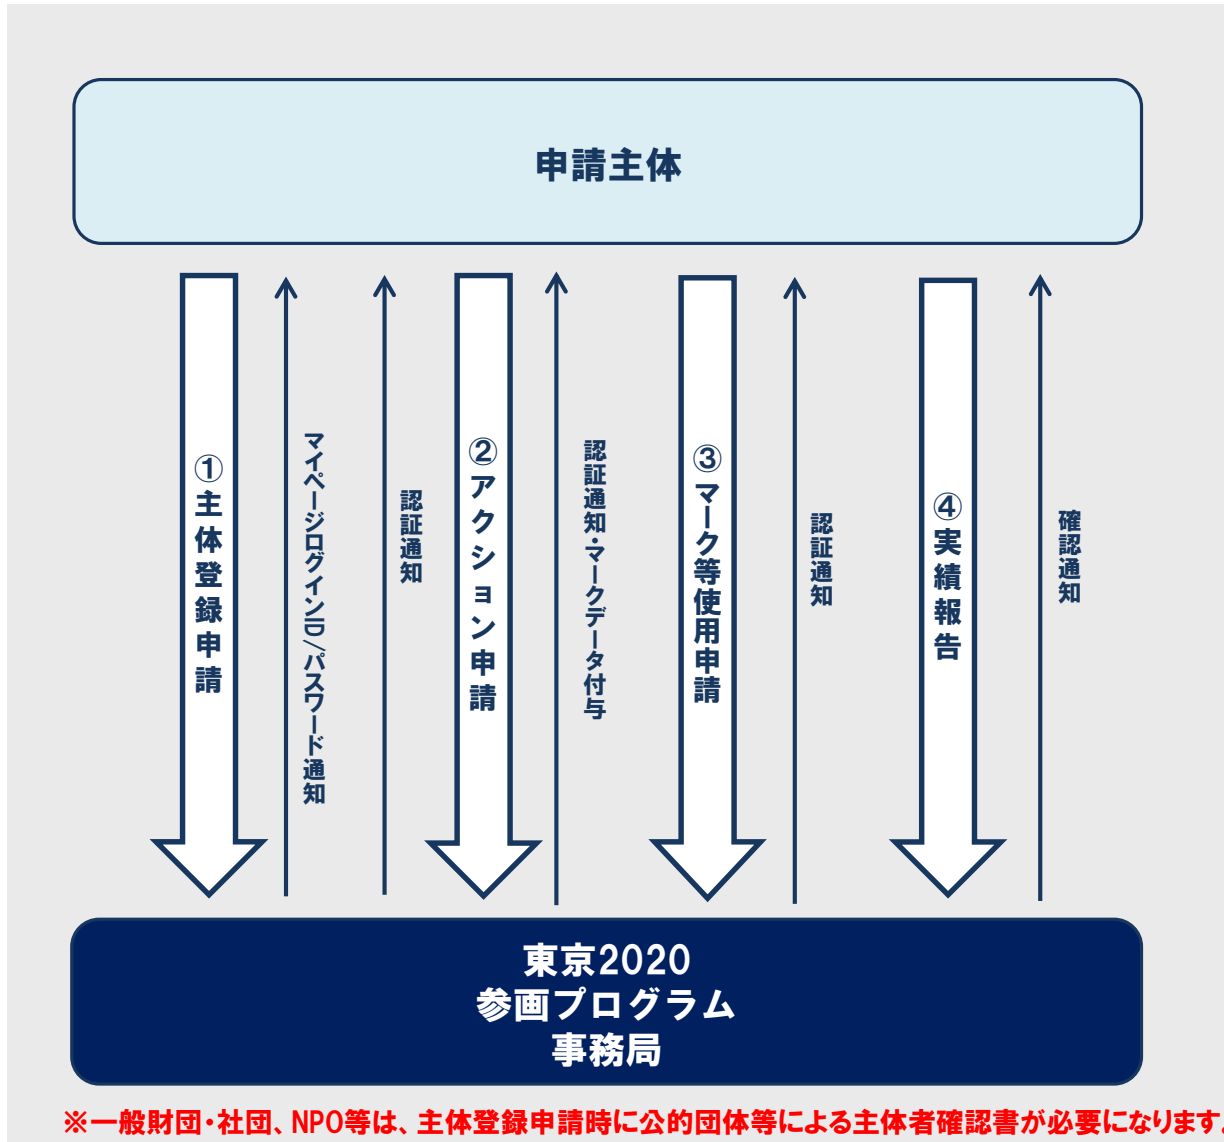 申請主体
①主体登録申請
マイページログインID/パスワード通知
認証通知
②アクション申請
認証通知・マークデータ付与
③マーク等使用申請
認証通知
④実績報告
確認通知
東京2020
参画プログラム
事務局
※一般財団・社団、NPO等は、主体登録申請時に公的団体等による主体者確認書が必要になります。